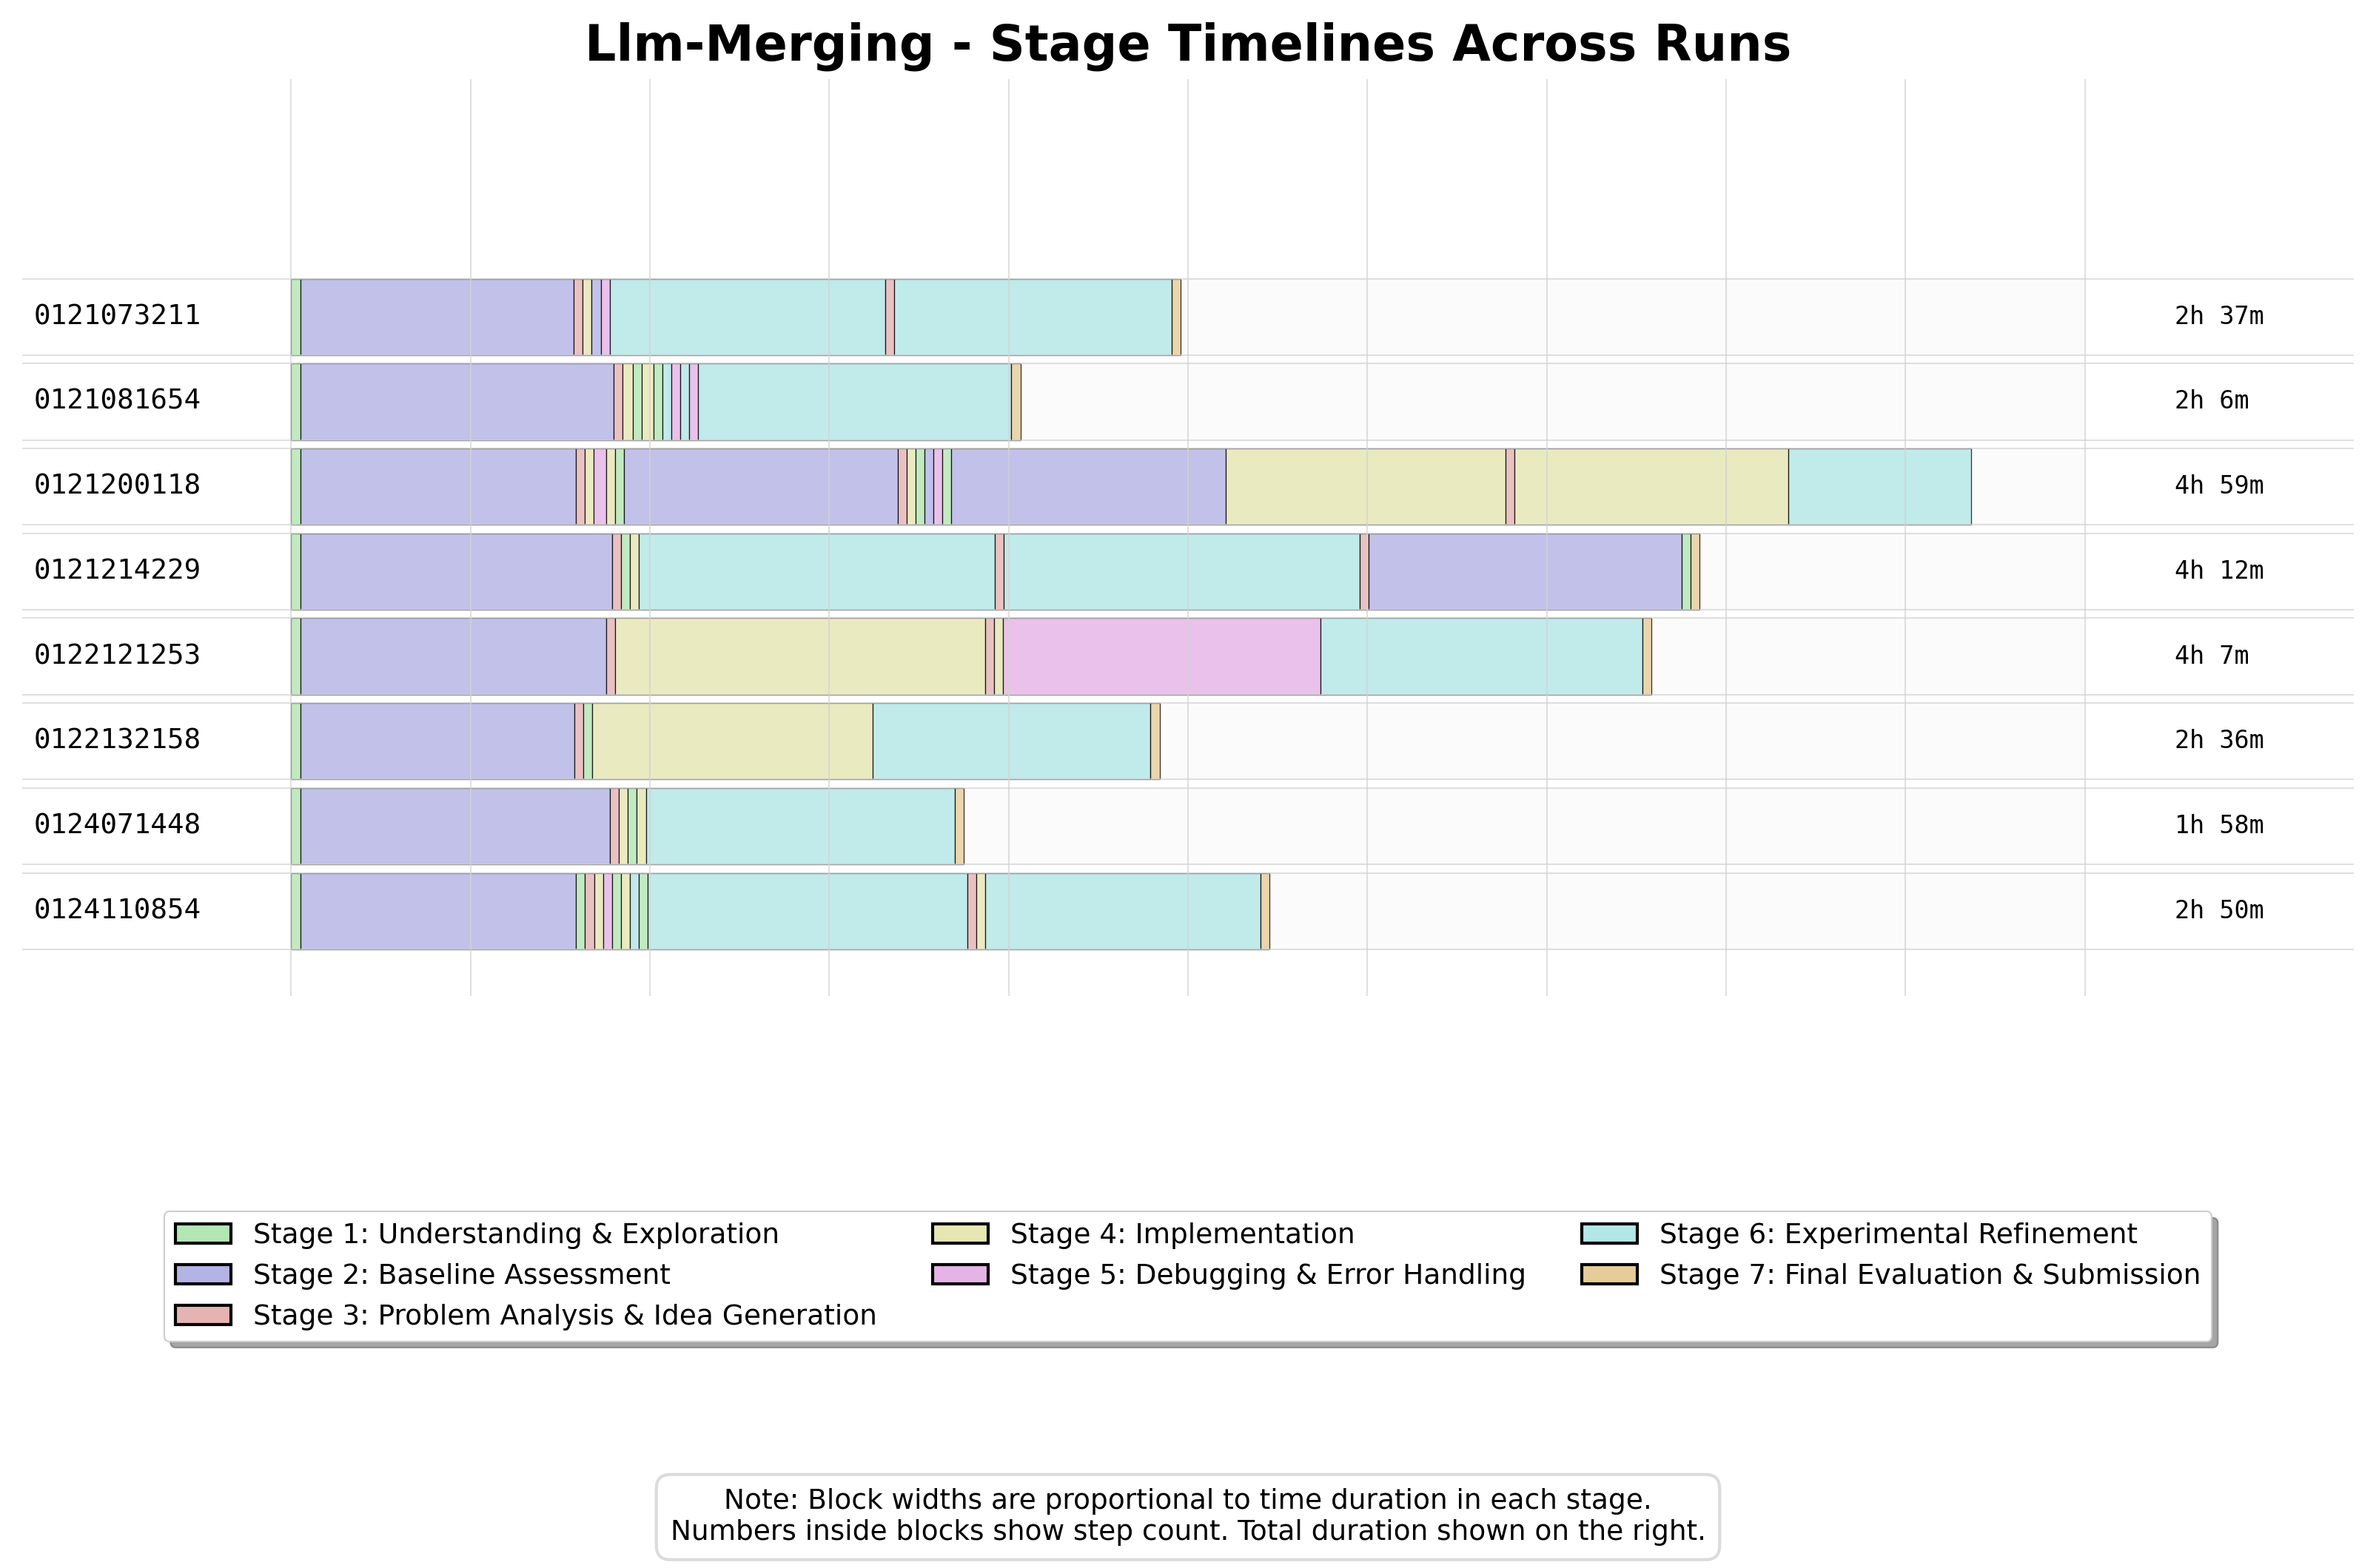 Llm-Merging - Stage Timelines Across Runs
0121073211 2h 37m
0121081654 2h 6m
0121200118 4h 59m
0121214229 4h 12m
0122121253 4h 7m
0122132158 2h 36m
0124071448 1h 58m
0124110854 2h 50m
Stage 1: Understanding & Exploration
Stage 2: Baseline Assessment
Stage 3: Problem Analysis & Idea Generation
Stage 4: Implementation
Stage 5: Debugging & Error Handling
Stage 6: Experimental Refinement
Stage 7: Final Evaluation & Submission
Note: Block widths are proportional to time duration in each stage.
Numbers inside blocks show step count. Total duration shown on the right.